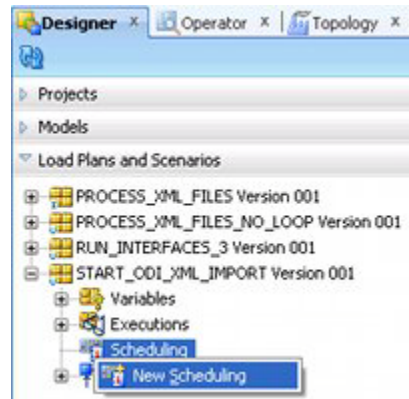 Designer × Operator × Topology ×
Projects
Models
Load Plans and Scenarios
PROCESS_XML_FILES Version 001
PROCESS_XML_FILES_NO_LOOP Version 001
RUN_INTERFACES_3 Version 001
START_ODI_XML_IMPORT Version 001
Variables
Executions
Scheduling
New Scheduling